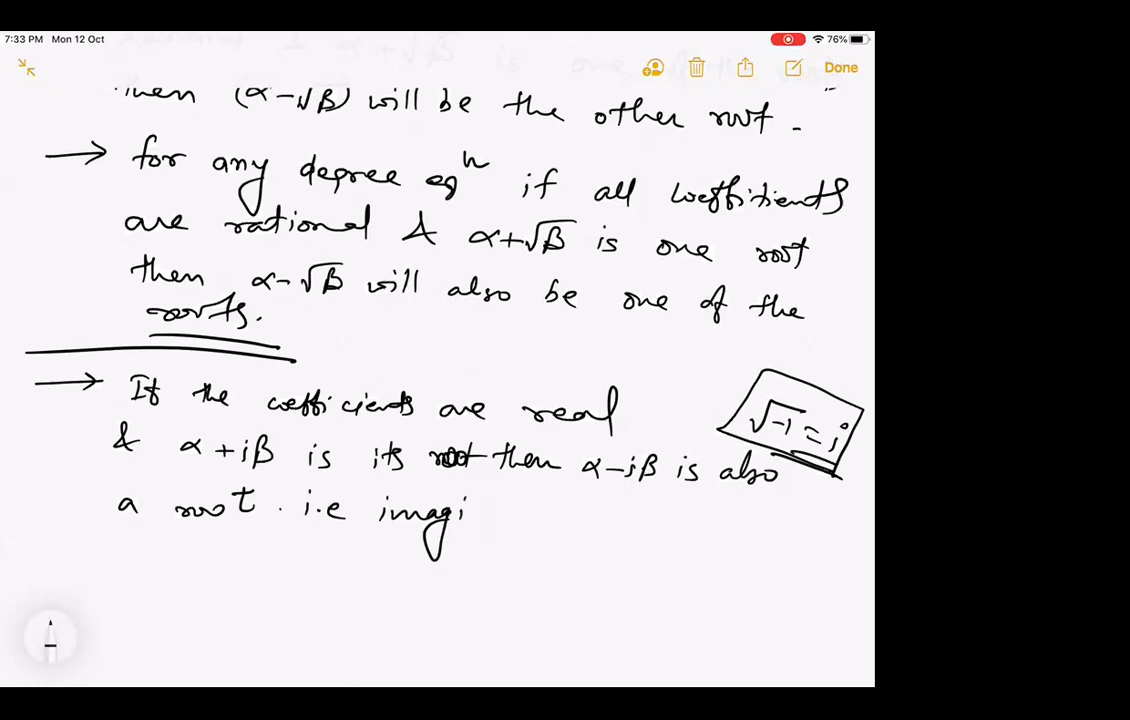 7:33 PM Mon 12 Oct
76%
Done
then (α-√β) will be the other root.
→ for any degree eqn if all coefficients
are rational & α+√β is one root
then α-√β will also be one of the
roots.
→ If the coefficients are real
√-1 = i
& α+iβ is its root then α-iβ is also
a root. i.e imagi